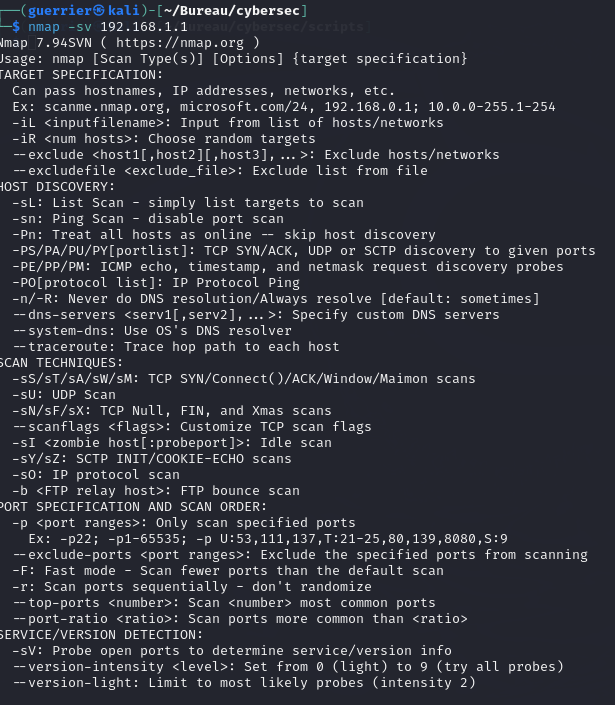 ┌──(guerrier㉿kali)-[~/Bureau/cybersec]
└─$ nmap -sv 192.168.1.1
Nmap 7.94SVN ( https://nmap.org )
Usage: nmap [Scan Type(s)] [Options] {target specification}
TARGET SPECIFICATION:
  Can pass hostnames, IP addresses, networks, etc.
  Ex: scanme.nmap.org, microsoft.com/24, 192.168.0.1; 10.0.0-255.1-254
  -iL <inputfilename>: Input from list of hosts/networks
  -iR <num hosts>: Choose random targets
  --exclude <host1[,host2][,host3],...>: Exclude hosts/networks
  --excludefile <exclude_file>: Exclude list from file
HOST DISCOVERY:
  -sL: List Scan - simply list targets to scan
  -sn: Ping Scan - disable port scan
  -Pn: Treat all hosts as online -- skip host discovery
  -PS/PA/PU/PY[portlist]: TCP SYN/ACK, UDP or SCTP discovery to given ports
  -PE/PP/PM: ICMP echo, timestamp, and netmask request discovery probes
  -PO[protocol list]: IP Protocol Ping
  -n/-R: Never do DNS resolution/Always resolve [default: sometimes]
  --dns-servers <serv1[,serv2],...>: Specify custom DNS servers
  --system-dns: Use OS's DNS resolver
  --traceroute: Trace hop path to each host
SCAN TECHNIQUES:
  -sS/sT/sA/sW/sM: TCP SYN/Connect()/ACK/Window/Maimon scans
  -sU: UDP Scan
  -sN/sF/sX: TCP Null, FIN, and Xmas scans
  --scanflags <flags>: Customize TCP scan flags
  -sI <zombie host[:probeport]>: Idle scan
  -sY/sZ: SCTP INIT/COOKIE-ECHO scans
  -sO: IP protocol scan
  -b <FTP relay host>: FTP bounce scan
PORT SPECIFICATION AND SCAN ORDER:
  -p <port ranges>: Only scan specified ports
    Ex: -p22; -p1-65535; -p U:53,111,137,T:21-25,80,139,8080,S:9
  --exclude-ports <port ranges>: Exclude the specified ports from scanning
  -F: Fast mode - Scan fewer ports than the default scan
  -r: Scan ports sequentially - don't randomize
  --top-ports <number>: Scan <number> most common ports
  --port-ratio <ratio>: Scan ports more common than <ratio>
SERVICE/VERSION DETECTION:
  -sV: Probe open ports to determine service/version info
  --version-intensity <level>: Set from 0 (light) to 9 (try all probes)
  --version-light: Limit to most likely probes (intensity 2)